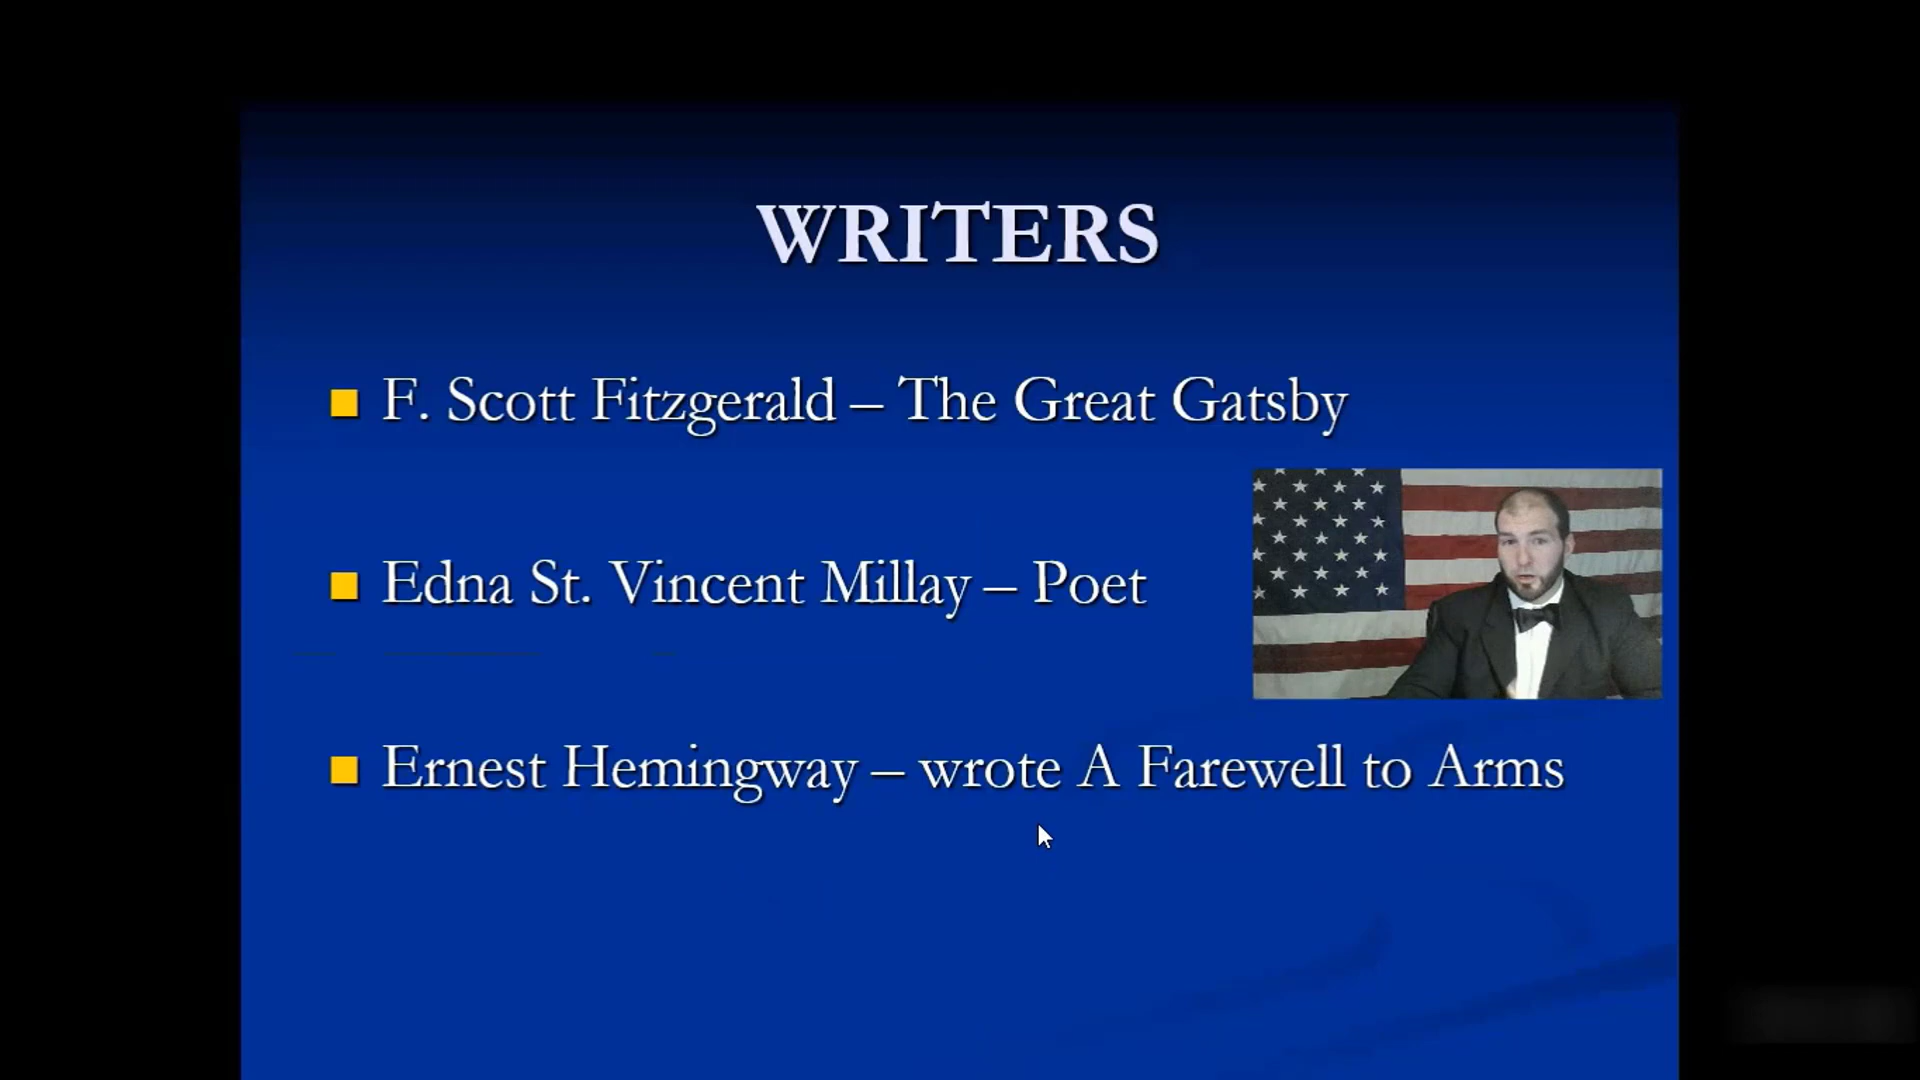 WRITERS
F. Scott Fitzgerald – The Great Gatsby
Edna St. Vincent Millay – Poet
Ernest Hemingway – wrote A Farewell to Arms